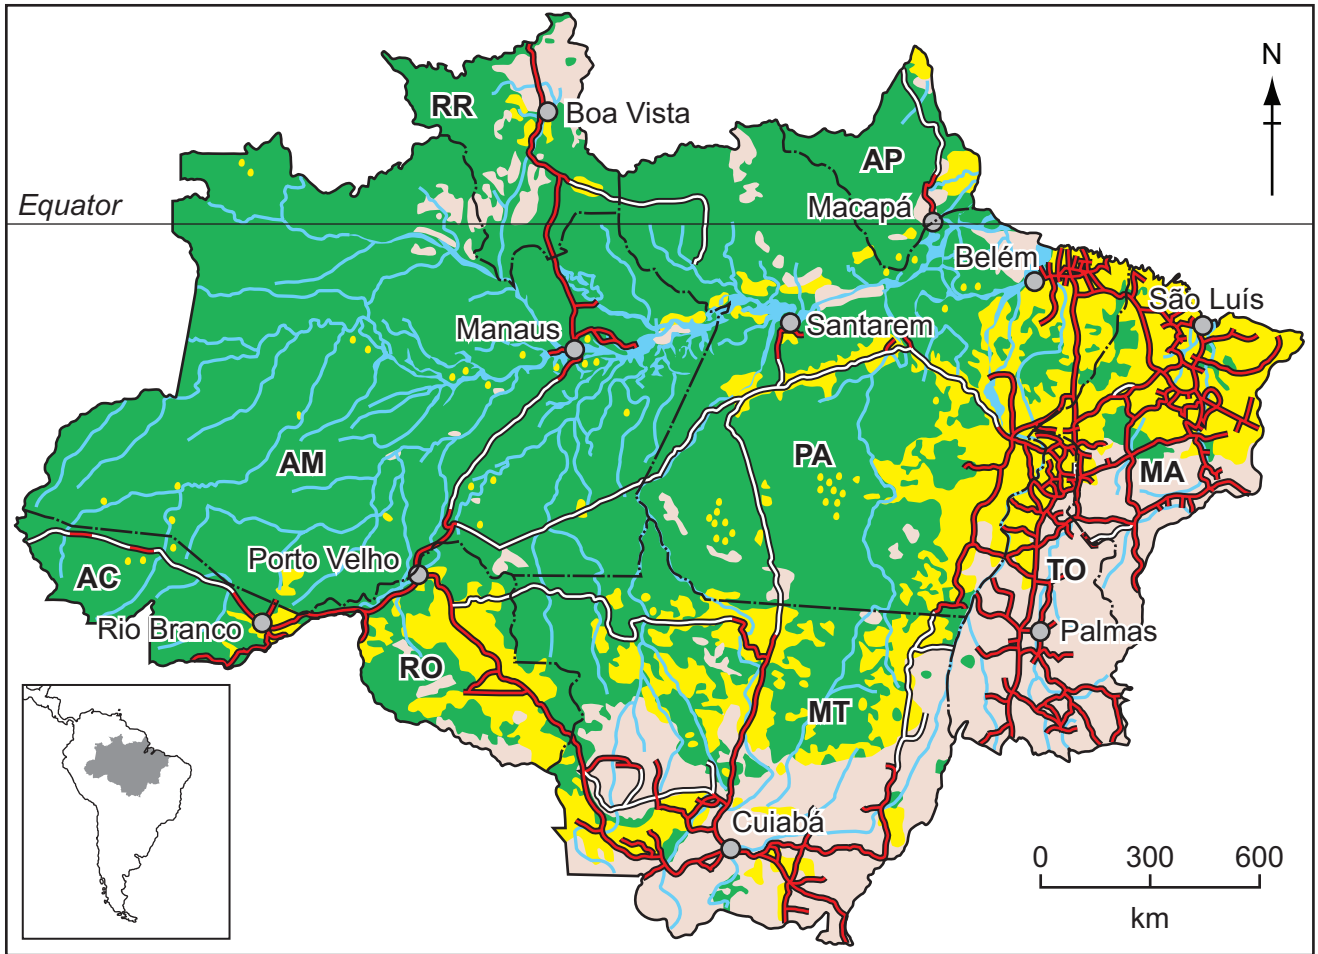 N
RR
Boa Vista
AP
Equator
Macapá
Belém
São Luís
Manaus
Santarem
AM
PA
MA
Porto Velho
AC
TO
Rio Branco
Palmas
RO
MT
Cuiabá
0 300 600
km